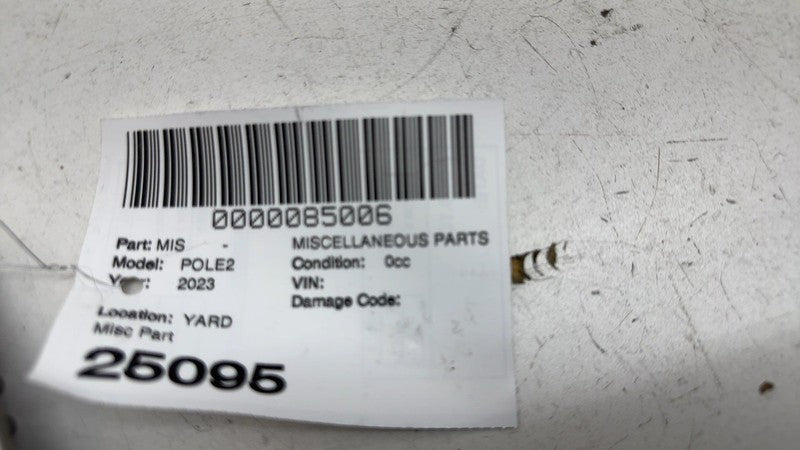 0000085006
Part: MIS - MISCELLANEOUS PARTS
Model: POLE2 Condition: 0cc
Year: 2023 VIN:
Damage Code:
Location: YARD
Misc Part
25095